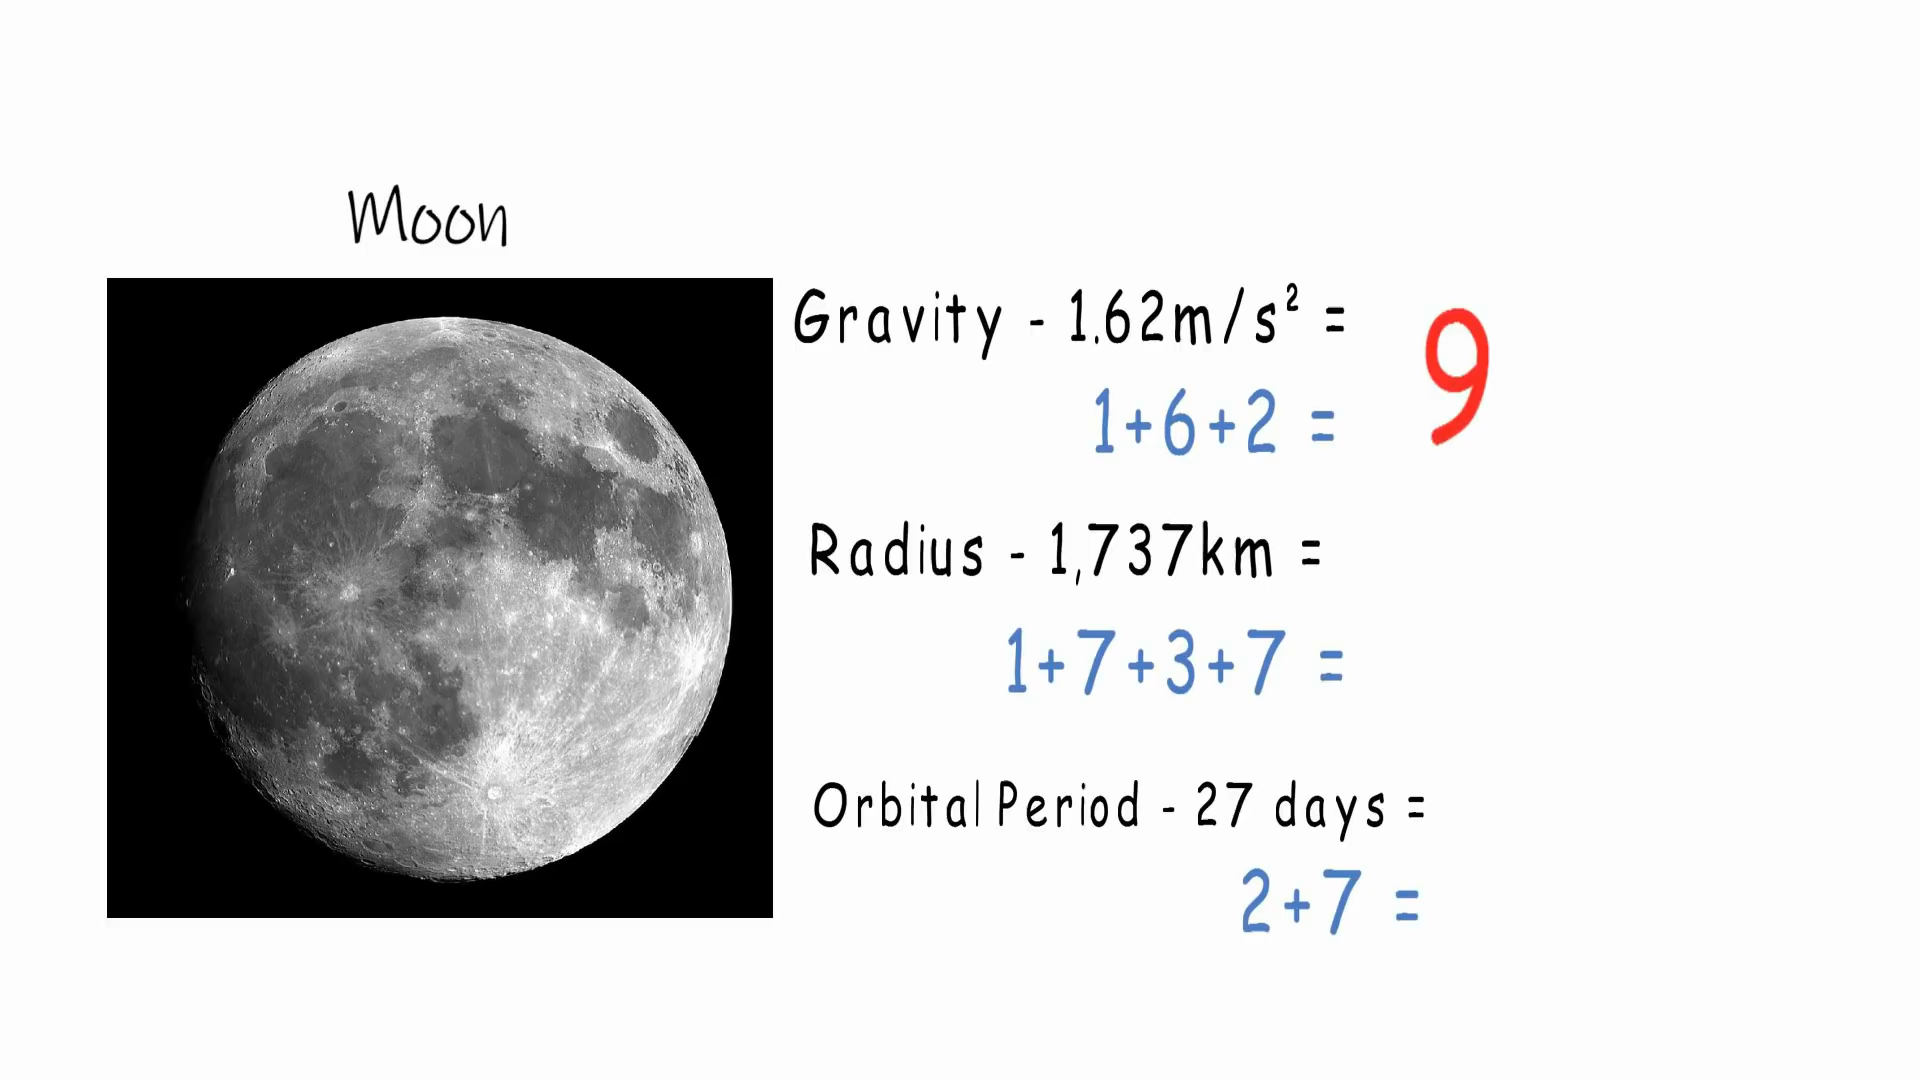 Moon
Gravity - 1.62m/s² =
9
1+6+2 =
Radius - 1,737km =
1+7+3+7 =
Orbital Period - 27 days =
2+7 =